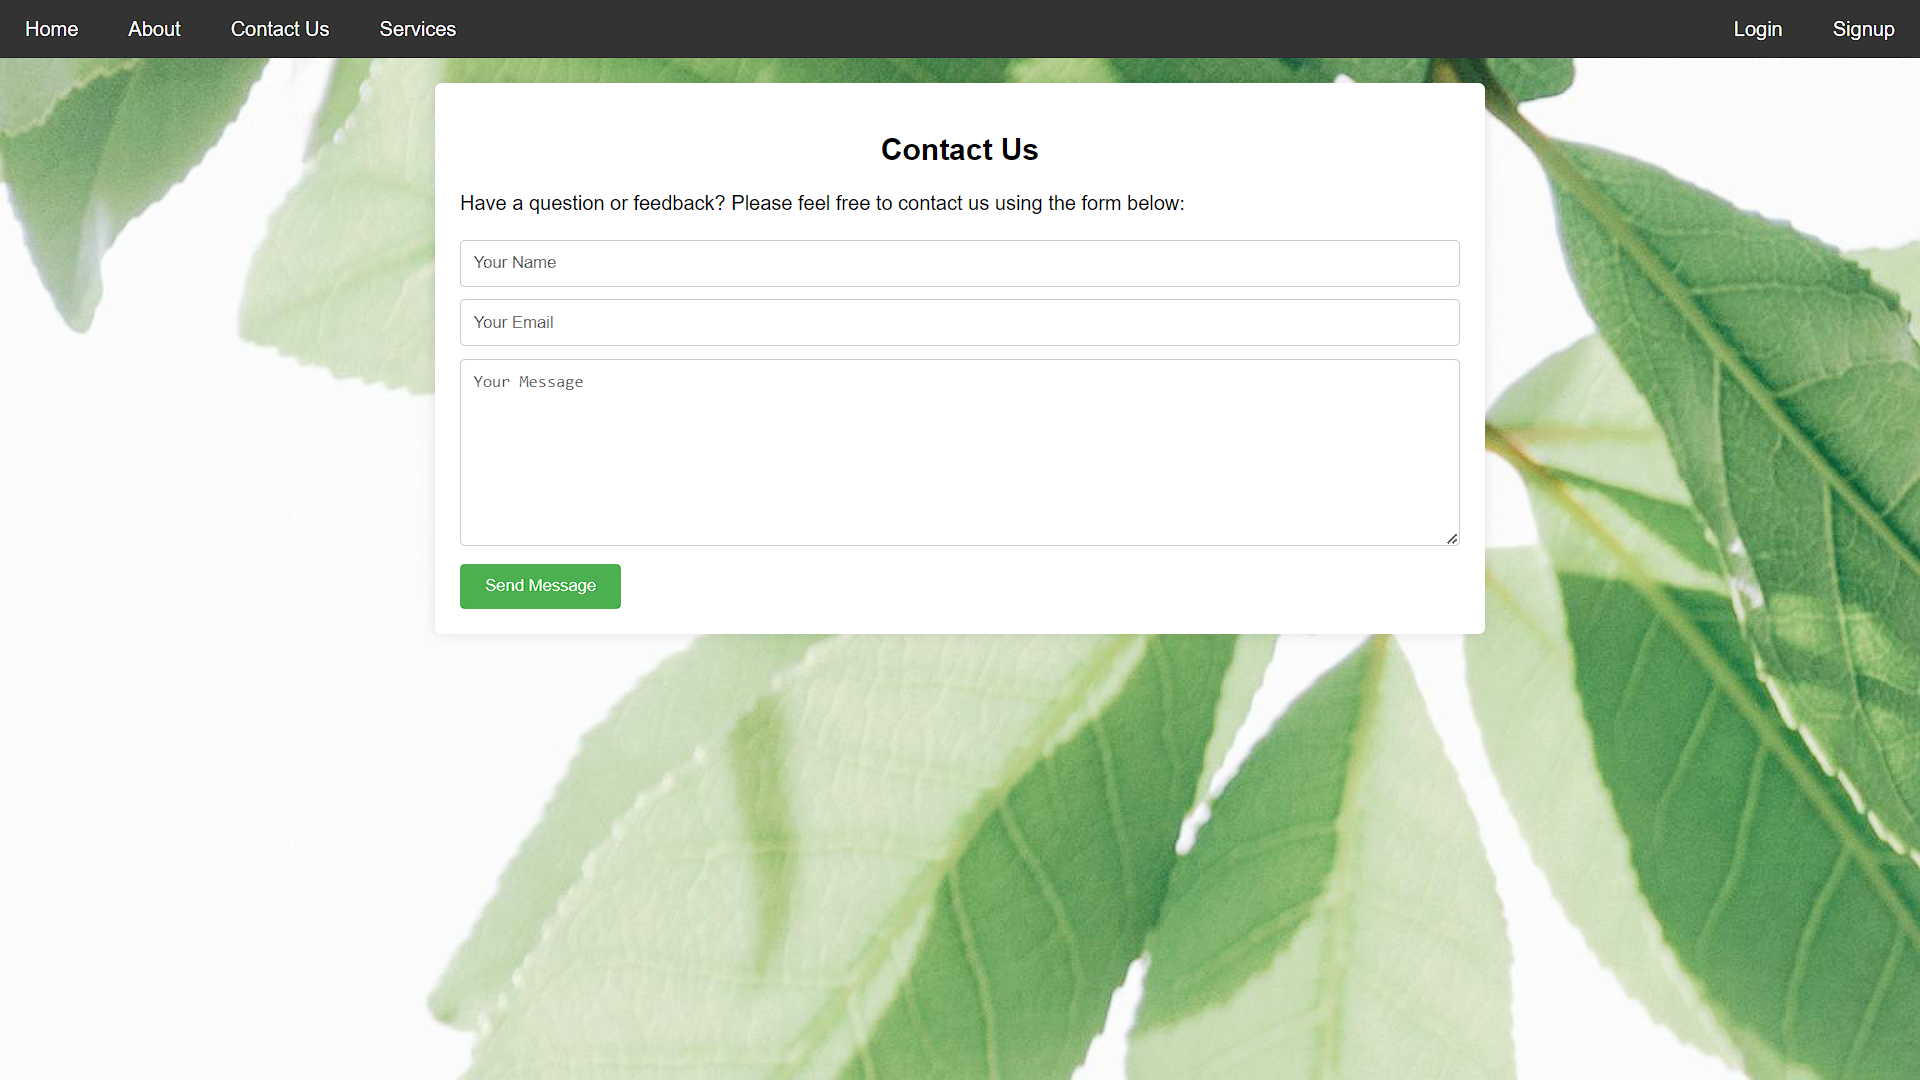 Home About Contact Us Services Login Signup
Contact Us
Have a question or feedback? Please feel free to contact us using the form below:
Your Name
Your Email
Your Message
Send Message